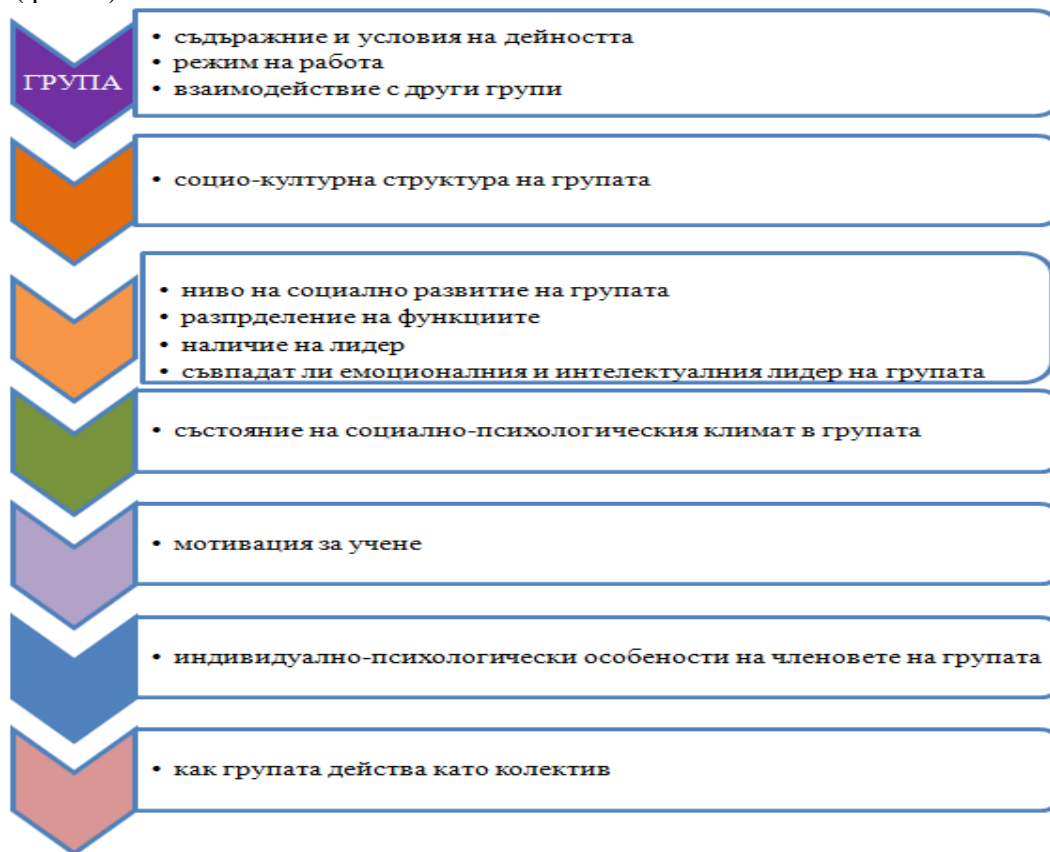 • съдъражние и условия на дейността
• режим на работа
ГРУПА
• взаимодействие с други групи
• социо-културна структура на групата
• ниво на социално развитие на групата
• разпрделение на функциите
• наличие на лидер
• съвпадат ли емоционалния и интелектуалния лидер на групата
• състояние на социално-психологическия климат в групата
• мотивация за учене
• индивидуално-психологически особености на членовете на групата
• как групата действа като колектив